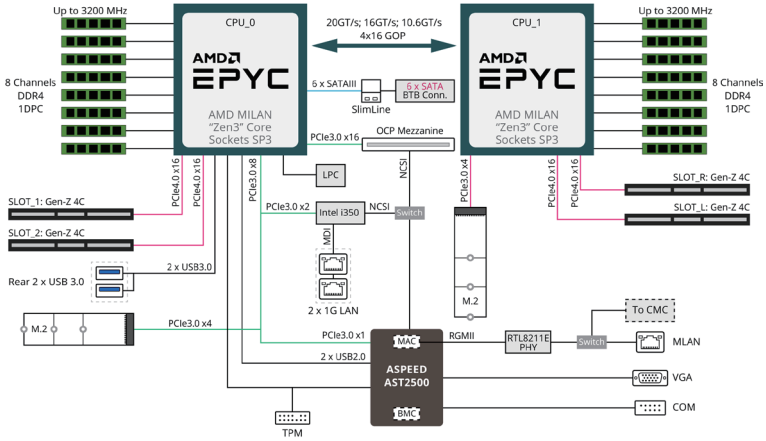 Up to 3200 MHz
CPU_0
20GT/s; 16GT/s; 10.6GT/s
4x16 GOP
CPU_1
Up to 3200 MHz
8 Channels
DDR4
1DPC
AMD
EPYC
AMD MILAN
“Zen3” Core
Sockets SP3
6 x SATAIII
SlimLine
6 x SATA
BTB Conn.
AMD
EPYC
AMD MILAN
“Zen3” Core
Sockets SP3
8 Channels
DDR4
1DPC
PCIe3.0 x16
OCP Mezzanine
PCIe4.0 x16
PCIe4.0 x16
PCIe3.0 x8
LPC
NCSI
PCIe3.0 x4
PCIe4.0 x16
PCIe4.0 x16
SLOT_R: Gen-Z 4C
SLOT_L: Gen-Z 4C
SLOT_1: Gen-Z 4C
SLOT_2: Gen-Z 4C
PCIe3.0 x2
Intel i350
NCSI
Switch
MDI
2 x 1G LAN
2 x USB3.0
Rear 2 x USB 3.0
M.2
M.2
PCIe3.0 x4
PCIe3.0 x1
2 x USB2.0
MAC
ASPEED
AST2500
BMC
RGMII
RTL8211E
PHY
Switch
To CMC
MLAN
VGA
COM
TPM